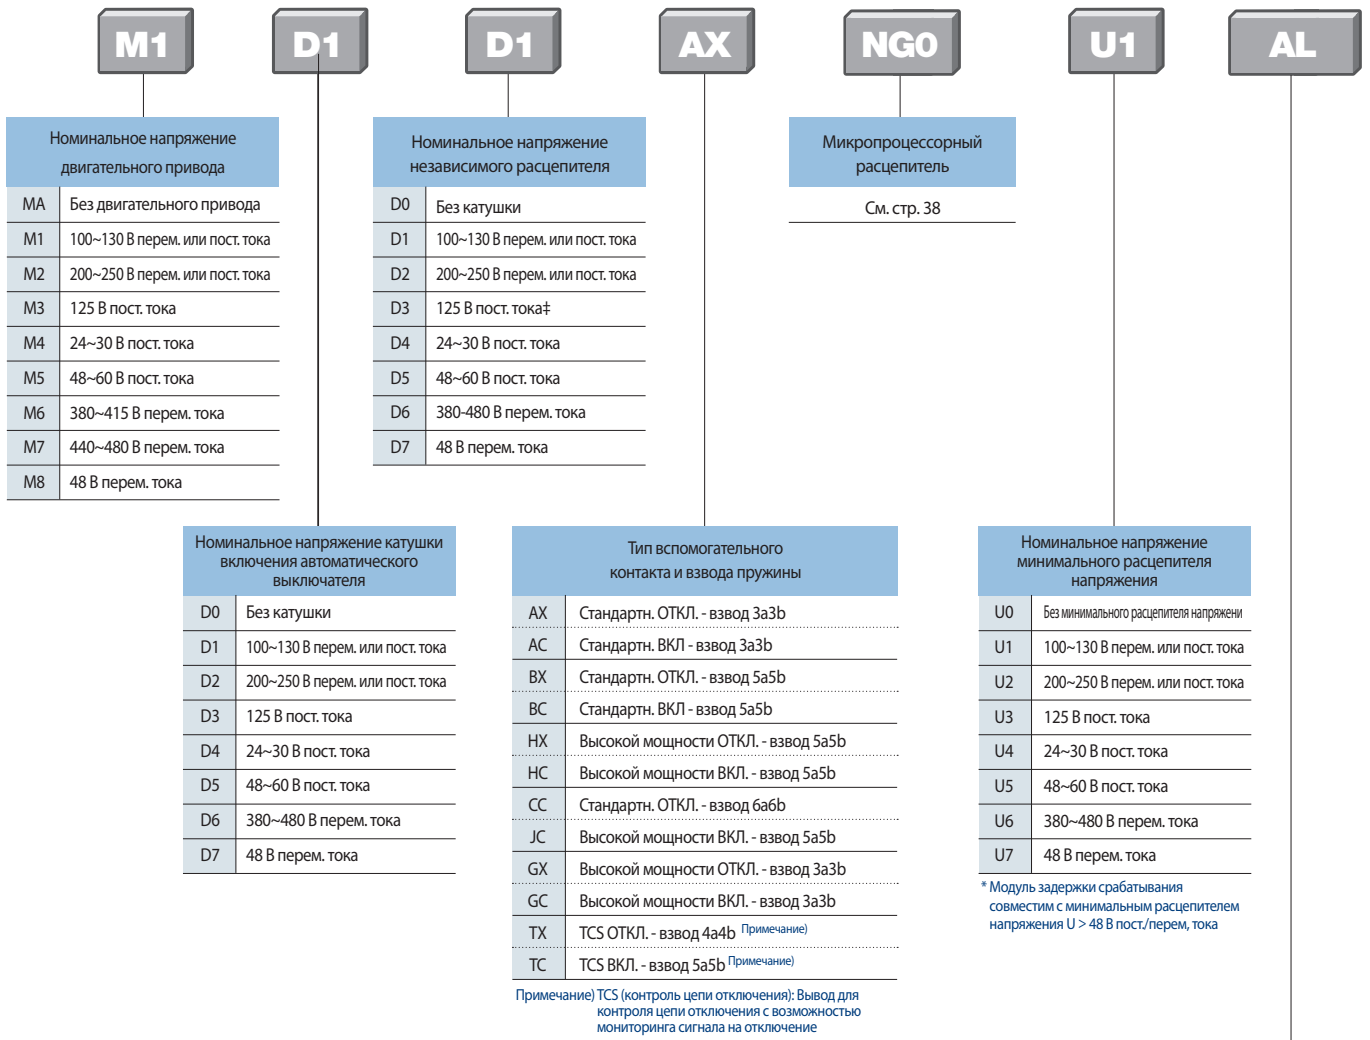 M1 D1 D1 AX NG0 U1 AL
Номинальное напряжение
двигательного привода
MA Без двигательного привода
M1 100~130 В перем. или пост. тока
M2 200~250 В перем. или пост. тока
M3 125 В пост. тока
M4 24~30 В пост. тока
M5 48~60 В пост. тока
M6 380~415 В перем. тока
M7 440~480 В перем. тока
M8 48 В перем. тока
Номинальное напряжение
независимого расцепителя
D0 Без катушки
D1 100~130 В перем. или пост. тока
D2 200~250 В перем. или пост. тока
D3 125 В пост. тока‡
D4 24~30 В пост. тока
D5 48~60 В пост. тока
D6 380-480 В перем. тока
D7 48 В перем. тока
Микропроцессорный
расцепитель
См. стр. 38
Номинальное напряжение катушки
включения автоматического
выключателя
D0 Без катушки
D1 100~130 В перем. или пост. тока
D2 200~250 В перем. или пост. тока
D3 125 В пост. тока
D4 24~30 В пост. тока
D5 48~60 В пост. тока
D6 380~480 В перем. тока
D7 48 В перем. тока
Тип вспомогательного
контакта и взвода пружины
AX Стандартн. ОТКЛ. - взвод 3a3b
AC Стандартн. ВКЛ - взвод 3a3b
BX Стандартн. ОТКЛ. - взвод 5a5b
BC Стандартн. ВКЛ - взвод 5a5b
HX Высокой мощности ОТКЛ. - взвод 5a5b
HC Высокой мощности ВКЛ. - взвод 5a5b
CC Стандартн. ОТКЛ. - взвод 6a6b
JC Высокой мощности ВКЛ. - взвод 5a5b
GX Высокой мощности ОТКЛ. - взвод 3a3b
GC Высокой мощности ВКЛ. - взвод 3a3b
TX TCS ОТКЛ. - взвод 4a4b Примечание)
TC TCS ВКЛ. - взвод 5a5b Примечание)
Примечание) TCS (контроль цепи отключения): Вывод для
контроля цепи отключения с возможностью
мониторинга сигнала на отключение
Номинальное напряжение
минимального расцепителя
напряжения
U0 Без минимального расцепителя напряжени
U1 100~130 В перем. или пост. тока
U2 200~250 В перем. или пост. тока
U3 125 В пост. тока
U4 24~30 В пост. тока
U5 48~60 В пост. тока
U6 380~480 В перем. тока
U7 48 В перем. тока
* Модуль задержки срабатывания
совместим с минимальным расцепителем
напряжения U > 48 В пост./перем, тока